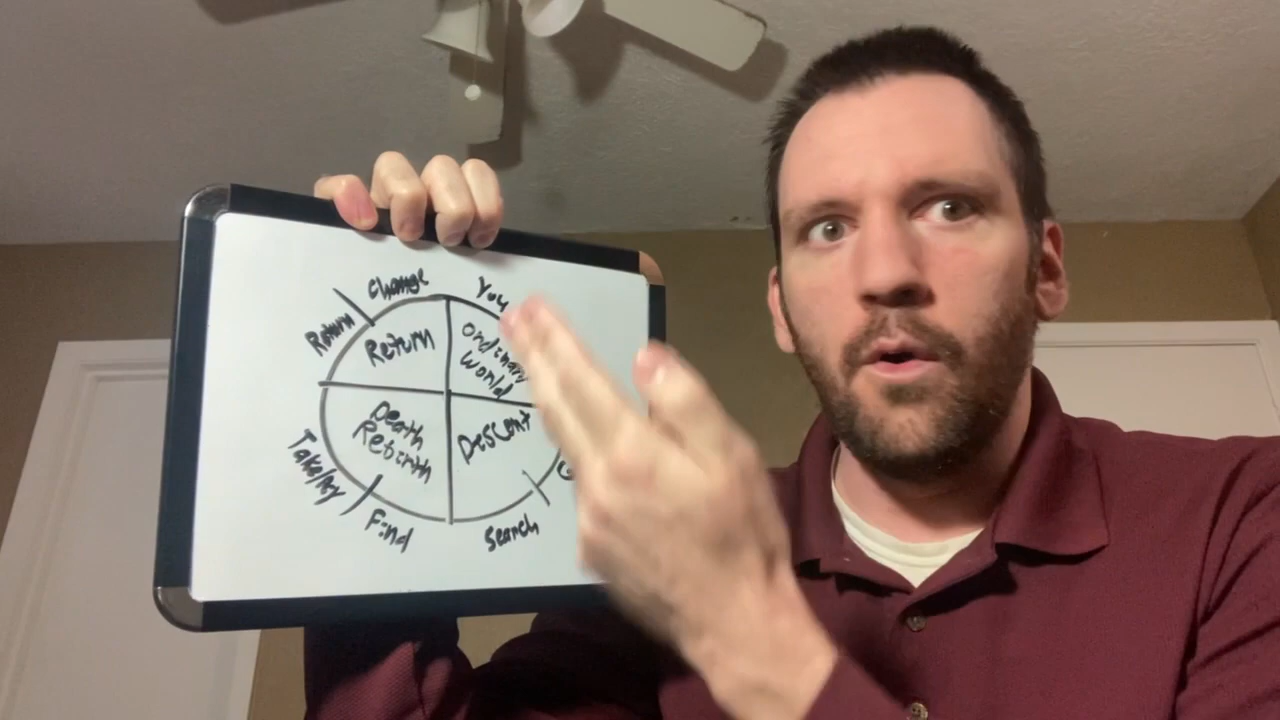 Change
You
Return
Return
Ordinary
World
Death
Rebirth
Descent
Take/Pay
Find
Search